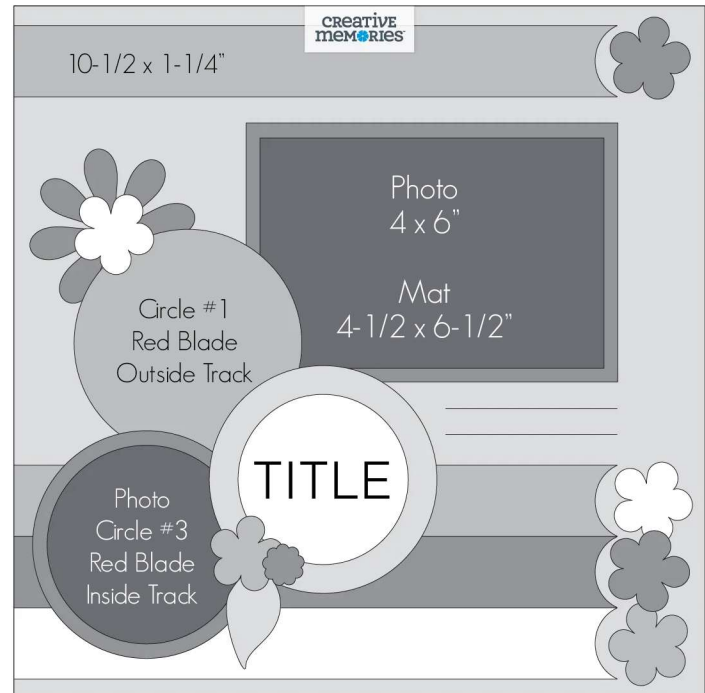 CREATIVE
MEMORIES
10-1/2 x 1-1/4”
Photo
4 x 6”
Mat
4-1/2 x 6-1/2”
Circle #1
Red Blade
Outside Track
TITLE
Photo
Circle #3
Red Blade
Inside Track